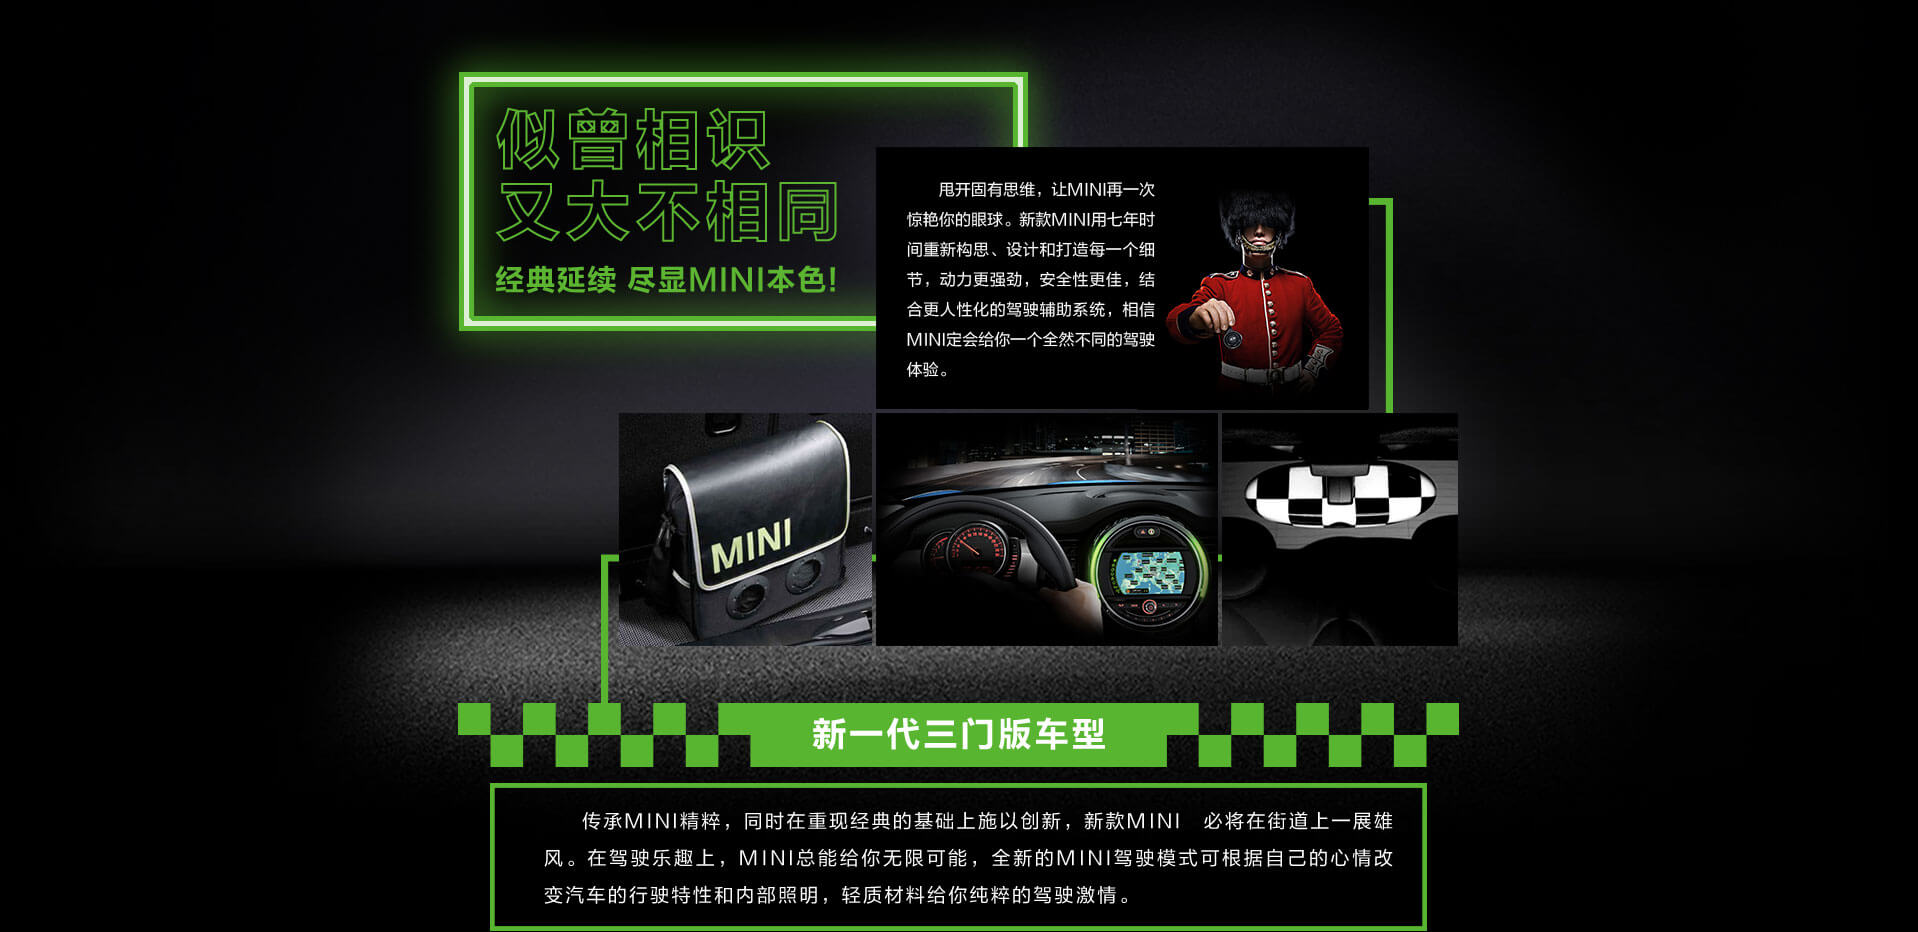 似曾相识
又大不相同
经典延续 尽显MINI本色!
甩开固有思维，让MINI再一次
惊艳你的眼球。新款MINI用七年时
间重新构思、设计和打造每一个细
节，动力更强劲，安全性更佳，结
合更人性化的驾驶辅助系统，相信
MINI定会给你一个全然不同的驾驶
体验。
MINI
新一代三门版车型
传承MINI精粹，同时在重现经典的基础上施以创新，新款MINI 必将在街道上一展雄
风。在驾驶乐趣上，MINI总能给你无限可能，全新的MINI驾驶模式可根据自己的心情改
变汽车的行驶特性和内部照明，轻质材料给你纯粹的驾驶激情。